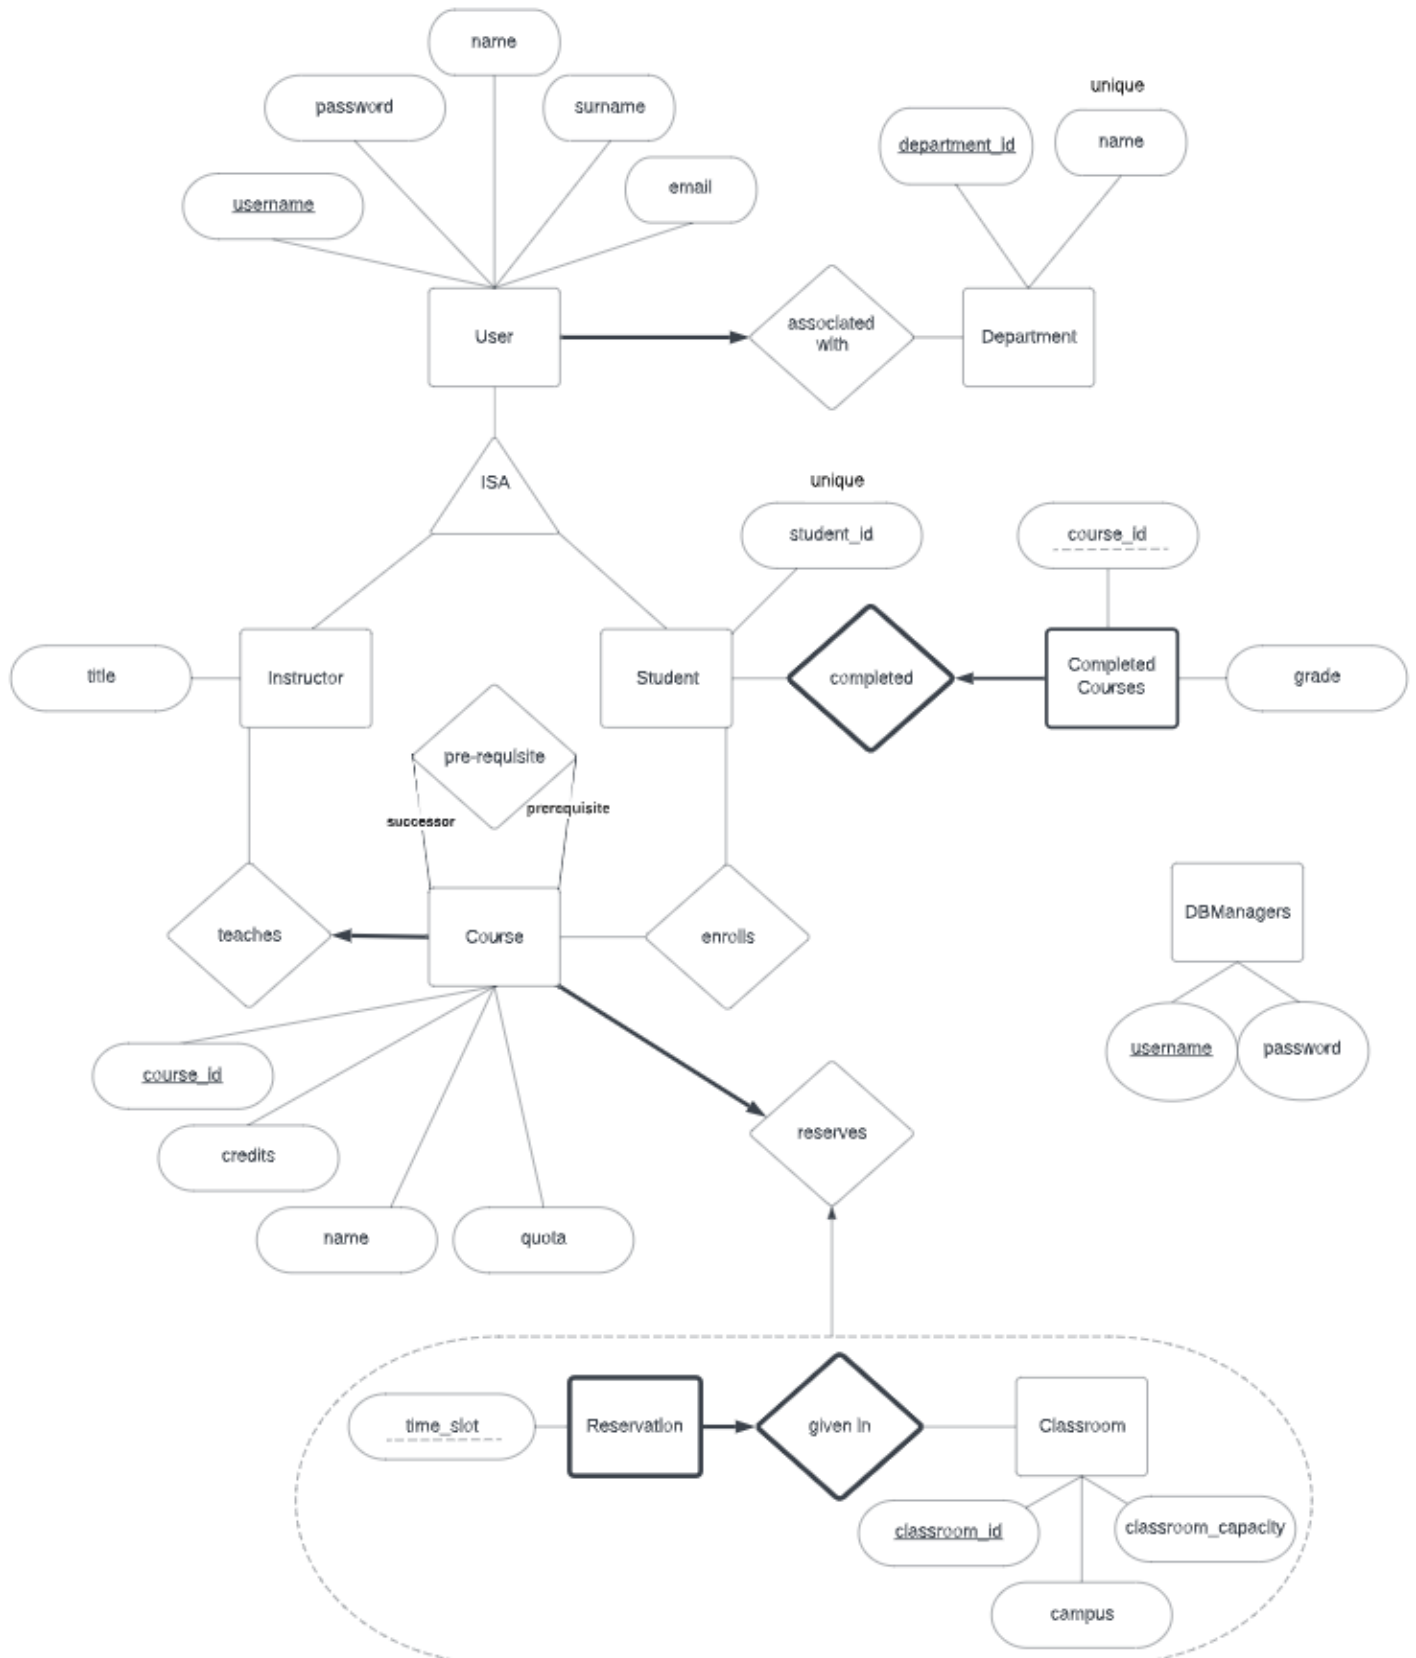 name
password
surname
unique
department_id
name
email
username
User
associated
with
Department
ISA
unique
student_id
course_id
title
Instructor
Student
completed
Completed
Courses
grade
pre-requisite
prerequisite
successor
DBManagers
teaches
Course
enrolls
username
password
course_id
reserves
credits
name
quota
time_slot
Reservation
given in
Classroom
classroom_id
classroom_capacity
campus